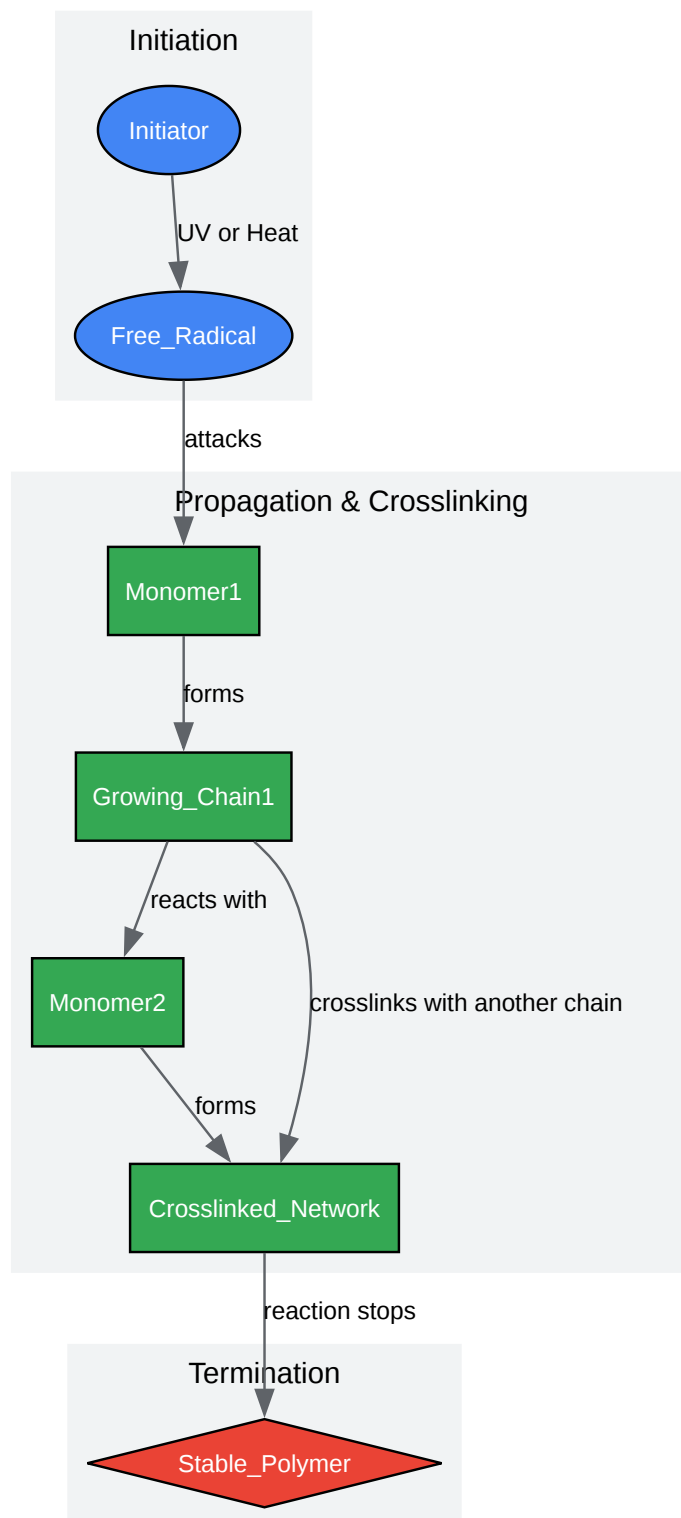 Initiation
Initiator
UV or Heat
Free_Radical
attacks
Propagation & Crosslinking
Monomer1
forms
Growing_Chain1
reacts with
Monomer2
crosslinks with another chain
forms
Crosslinked_Network
reaction stops
Termination
Stable_Polymer